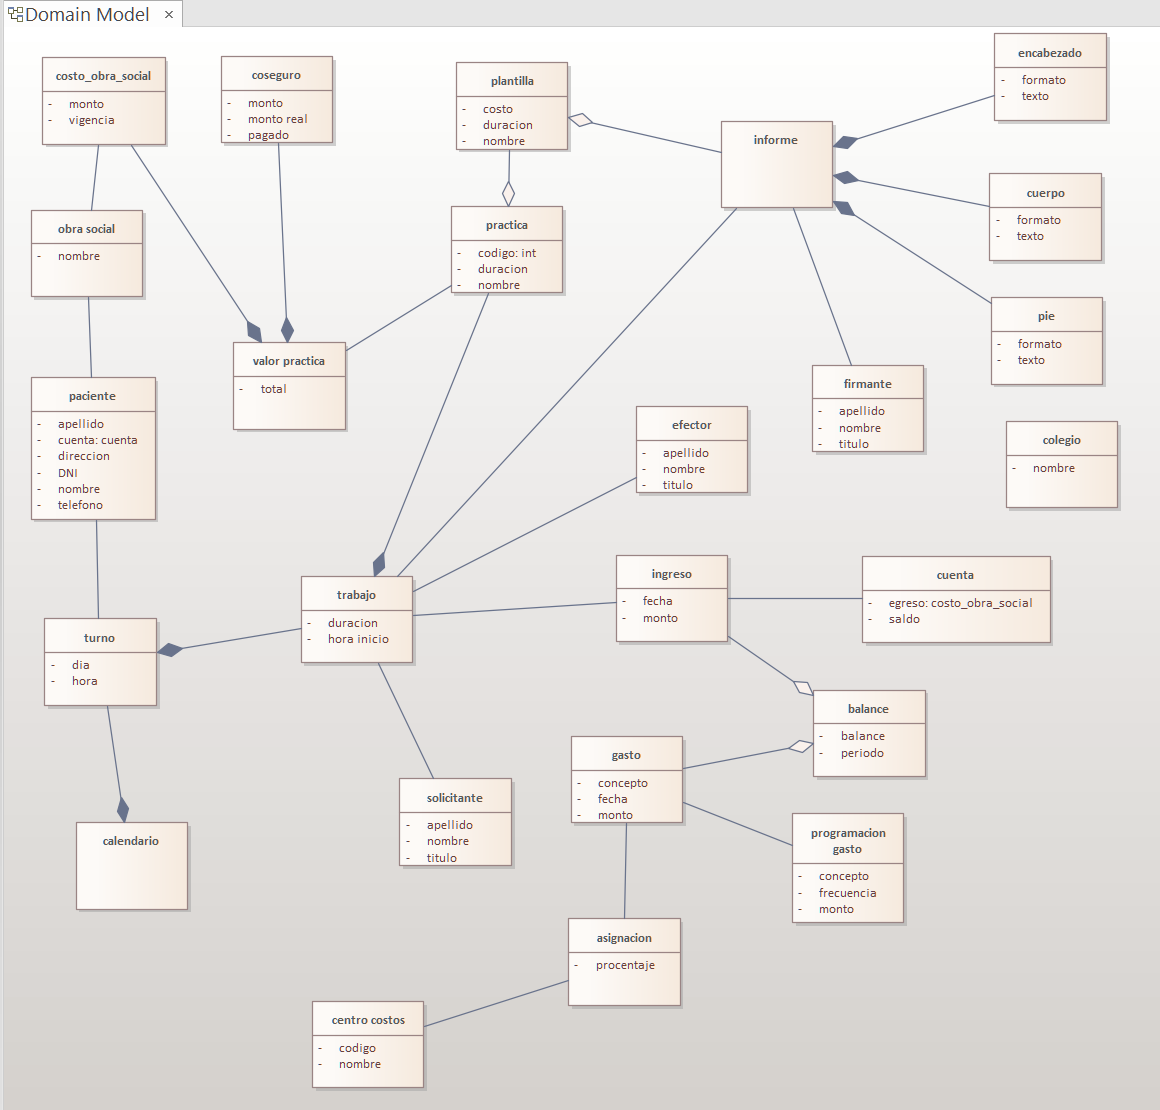 Domain Model ×
costo_obra_social
- monto
- vigencia
coseguro
- monto
- monto real
- pagado
plantilla
- costo
- duracion
- nombre
informe
encabezado
- formato
- texto
cuerpo
- formato
- texto
obra social
- nombre
practica
- codigo: int
- duracion
- nombre
pie
- formato
- texto
valor practica
- total
firmante
- apellido
- nombre
- titulo
paciente
- apellido
- cuenta: cuenta
- direccion
- DNI
- nombre
- telefono
efector
- apellido
- nombre
- titulo
colegio
- nombre
trabajo
- duracion
- hora inicio
ingreso
- fecha
- monto
cuenta
- egreso: costo_obra_social
- saldo
turno
- dia
- hora
balance
- balance
- periodo
gasto
- concepto
- fecha
- monto
solicitante
- apellido
- nombre
- titulo
calendario
programacion
gasto
- concepto
- frecuencia
- monto
asignacion
- procentaje
centro costos
- codigo
- nombre